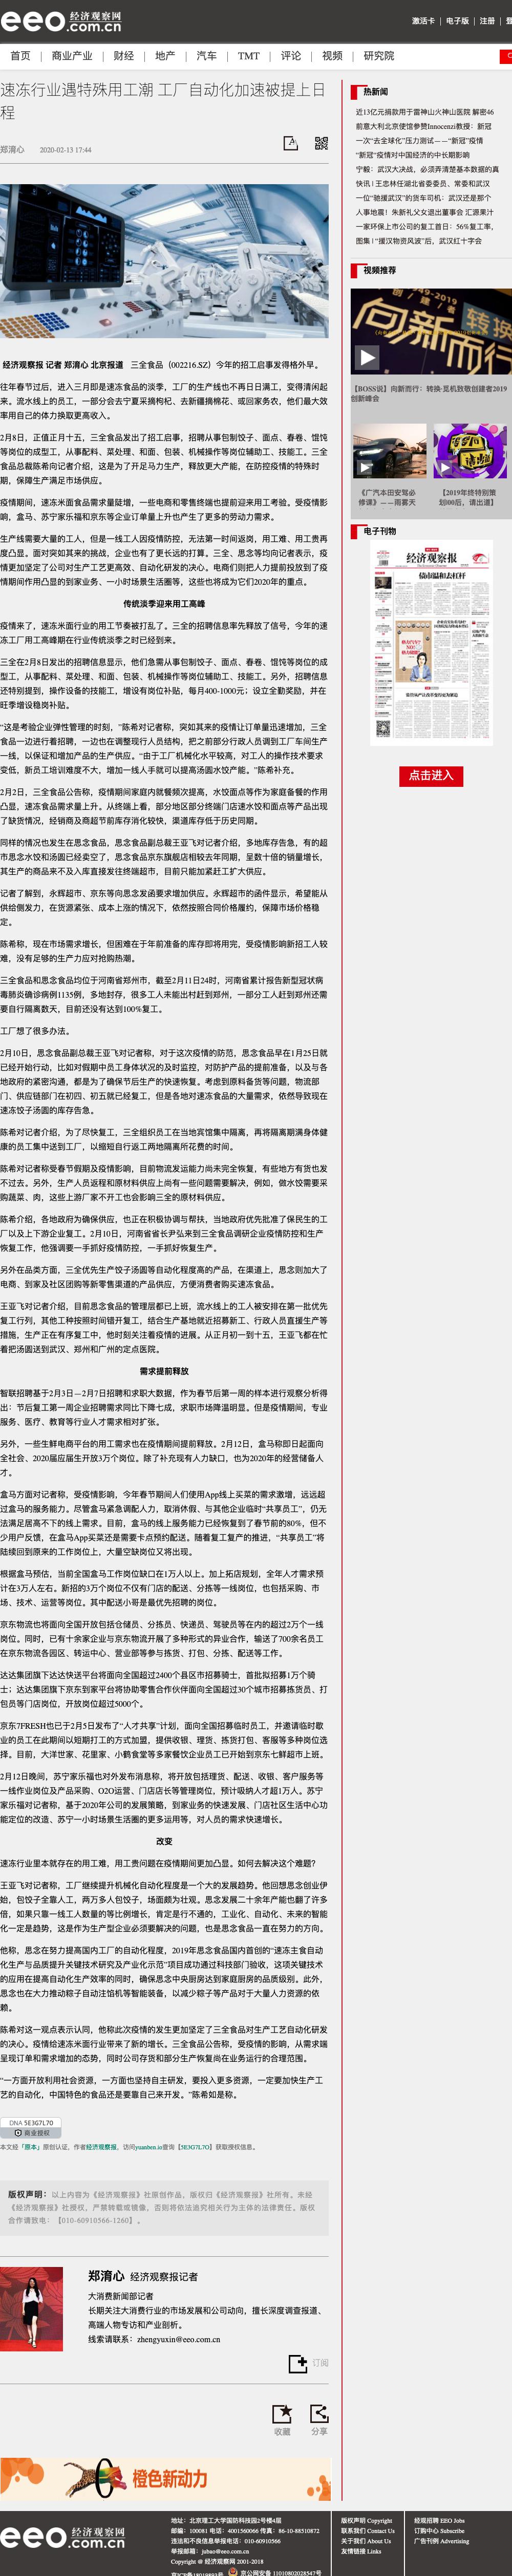 eeo 经济观察网
.com.cn
激活卡 | 电子版 | 注册 |
首页 | 商业产业 | 财经 | 地产 | 汽车 | TMT | 评论 | 视频 | 研究院
速冻行业遇特殊用工潮 工厂自动化加速被提上日
程
郑淯心 2020-02-13 17:44
经济观察报 记者 郑淯心 北京报道 三全食品（002216.SZ）今年的招工启事发得格外早。
往年春节过后，进入三月即是速冻食品的淡季，工厂的生产线也不再日日满工，变得清闲起
来。流水线上的员工，一部分会去宁夏采摘枸杞、去新疆摘棉花、或回家春耕，他们最大效
率用自己的体力换取更高收入。
2月8日，正值正月十五，三全食品发出了招工启事，招聘从事包制饺子、面点、春卷、馄饨
等岗位的成型工，从事配料、菜处理、和面、包装、机械操作等岗位辅助工、技能工。三全
食品总裁陈希向记者介绍，这是为了开足马力生产，释放更多产能，在防控疫情的特殊时
期，保障生产满足市场供应。
疫情期间，速冻米面食品需求量陡增，一些电商和零售终端也提前迎来用工考验。受疫情影
响，盒马、苏宁家乐福和京东等企业订单量上升也产生了更多的劳动力需求。
生产线需要大量的工人，但是一线工人因疫情防控，无法第一时间返岗，用工难、用工贵再
度凸显。面对突如其来的挑战，企业也有了更长远的打算。三全、思念等均向记者表示，疫
情更加坚定了公司对生产工艺更高效、自动化研发的决心。电商们则把人力提前投放到了疫
情期间作用凸显的到家业务、一小时场景生活圈等，这些也将成为它们2020年的重点。
传统淡季迎来用工高峰
疫情来了，速冻米面行业的用工节奏被打乱了。三全的招聘信息率先释放了信号，今年的速
冻工厂用工高峰期在行业传统淡季之时已经到来。
三全在2月8日发出的招聘信息显示，他们急需从事包制饺子、面点、春卷、馄饨等岗位的成
型工，从事配料、菜处理、和面、包装、机械操作等岗位辅助工、技能工。另外，招聘信息
还特别提到，操作设备的技能工，增设有岗位补贴，每月400-1000元；设立全勤奖励，并在
旺季增设稳岗补贴。
“这是考验企业弹性管理的时刻，”陈希对记者称，突如其来的疫情让订单量迅速增加，三全
食品一边进行着招聘，一边也在调整现行人员结构，把之前部分行政人员调到工厂车间生产
一线，以保证和增加产品的生产供应。“由于工厂机械化水平较高，对工人的操作技术要求
变低，新员工培训难度不大，增加一线人手就可以提高汤圆水饺产能。”陈希补充。
2月2日，三全食品公告称，疫情期间家庭内就餐频次提高，水饺面点等作为家庭备餐的作用
凸显，速冻食品需求量上升。从终端上看，部分地区部分终端门店速水饺和面点等产品出现
了缺货情况，经销商及商超节前库存消化较快，渠道库存低于历史同期。
同样的情况也发生在思念食品，思念食品副总裁王亚飞对记者介绍，多地库存告急，有的超
市思念水饺和汤圆已经卖空了，思念食品京东旗舰店相较去年同期，呈数十倍的销量增长，
其生产的商品来不及入库直接发往终端超市，目前只能加紧赶工扩大供应。
记者了解到，永辉超市、京东等向思念发函要求增加供应。永辉超市的函件显示，希望能从
供给侧发力，在货源紧张、成本上涨的情况下，依然按照合同价格履约，保障市场价格稳
定。
陈希称，现在市场需求增长，但困难在于年前准备的库存即将用完，受疫情影响新招工人较
难，没有足够的生产力应对抢购热潮。
三全食品和思念食品均位于河南省郑州市，截至2月11日24时，河南省累计报告新型冠状病
毒肺炎确诊病例1135例，多地封存，很多工人未能出村赶到郑州，一部分工人赶到郑州还需
要自行隔离数天，目前还没有达到100%复工。
工厂想了很多办法。
2月10日，思念食品副总裁王亚飞对记者称，对于这次疫情的防范，思念食品早在1月25日就
已经开始行动，比如对假期中员工身体状况的及时监控，对防护产品的提前准备，以及与各
地政府的紧密沟通，都是为了确保节后生产的快速恢复。考虑到原料备货等问题，物流部
门、供应链部门在初四、初五就已经复工，但是各地对速冻食品的大量需求，依然导致现在
速冻饺子汤圆的库存告急。
陈希对记者介绍，为了尽快复工，三全组织员工在当地宾馆集中隔离，再将隔离期满身体健
康的员工集中送到工厂，以缩短自行返工两地隔离所花费的时间。
陈希对记者称受春节假期及疫情影响，目前物流发运能力尚未完全恢复，有些地方有货也发
不过去。另外，生产人员返程和原材料供应上尚有一些问题需要解决，例如，做水饺需要采
购蔬菜、肉，这些上游厂家不开工也会影响三全的原材料供应。
陈希介绍，各地政府为确保供应，也正在积极协调与帮扶，当地政府优先批准了保民生的工
厂以及上下游企业复工。2月10日，河南省省长尹弘来到三全食品调研企业疫情防控和生产
恢复工作，他强调要一手抓好疫情防控，一手抓好恢复生产。
另外在品类方面，三全优先生产饺子汤圆等自动化程度高的产品，在渠道上，思念则加大了
电商、到家及社区团购等新零售渠道的产品供应，方便消费者购买速冻食品。
王亚飞对记者介绍，目前思念食品的管理层都已上班，流水线上的工人被安排在第一批优先
复工行列，其他工种按照时间错开复工，结合生产基地就近招募新工、行政人员直援生产等
措施，生产正在有序复工中，他时刻关注着疫情的进展。从正月初一到十五，王亚飞都在忙
着把汤圆送到武汉、郑州和广州的定点医院。
需求提前释放
智联招聘基于2月3日—2月7日招聘和求职大数据，作为春节后第一周的样本进行观察分析得
出：节后复工第一周企业招聘需求同比下降七成，求职市场降温明显。但是疫情期间，专业
服务、医疗、教育等行业人才需求相对扩张。
另外，一些生鲜电商平台的用工需求也在疫情期间提前释放。2月12日，盒马称即日起面向
全社会、2020届应届生开放3万个岗位。除了补充现有人力缺口，也为2020年的经营储备人
才。
盒马方面对记者称，受疫情影响，今年春节期间人们使用App线上买菜的需求激增，远远超
过盒马的服务能力。尽管盒马紧急调配人力，取消休假、与其他企业临时“共享员工”，仍无
法满足居高不下的线上需求。目前，盒马的线上服务能力已经恢复到了春节前的80%，但不
少用户反馈，在盒马App买菜还是需要卡点预约配送。随着复工复产的推进，“共享员工”将
陆续回到原来的工作岗位上，大量空缺岗位又将出现。
根据盒马预估，当前全国盒马工作岗位缺口在1万人以上。加上拓店规划，全年人才需求预
计在3万人左右。新招的3万个岗位不仅有门店的配送、分拣等一线岗位，也包括采购、市
场、技术、运营等岗位。其中配送小哥是最优先招聘的岗位。
京东物流也将面向全国开放包括仓储员、分拣员、快递员、驾驶员等在内的超过2万个一线
岗位。同时，已有十余家企业与京东物流开展了多种形式的异业合作，输送了700余名员工
在京东物流各园区、转运中心、营业部等参与拣货、打包、分拣、配送等工作。
达达集团旗下达达快送平台将面向全国超过2400个县区市招募骑士，首批拟招募1万个骑
士；达达集团旗下京东到家平台将协助零售合作伙伴面向全国超过30个城市招募拣货员、打
包员等门店岗位，开放岗位超过5000个。
京东7FRESH也已于2月5日发布了“人才共享”计划，面向全国招募临时员工，并邀请临时歇
业的员工在此期间以短期打工的方式加盟，提供收银、理货、拣货打包、客服等多种岗位选
择。目前，大洋世家、花里家、小鹤食堂等多家餐饮企业员工已开始到京东七鲜超市上班。
2月12日晚间，苏宁家乐福也对外发布消息称，将开放包括理货、配送、收银、客户服务等
一线作业岗位及产品采购、O2O运营、门店店长等管理岗位，预计吸纳人才超1万人。苏宁
家乐福对记者称，基于2020年公司的发展策略，到家业务的快速发展、门店社区生活中心功
能定位的改造、苏宁一小时场景生活圈的更多运用等，对人员的需求快速增长。
改变
速冻行业里本就存在的用工难，用工贵问题在疫情期间更加凸显。如何去解决这个难题？
王亚飞对记者称，工厂继续提升机械化自动化程度是一个大的发展趋势。他回想思念创业伊
始，包饺子全靠人工，两万多人包饺子，场面颇为壮观。思念发展二十余年产能也翻了许多
倍，如果只靠一线工人数量的等比例增长，肯定是行不通的，工业化、自动化、未来的智能
化一定是趋势，这是作为生产型企业必须要解决的问题，也是思念食品一直在努力的方向。
他称，思念在努力提高国内工厂的自动化程度，2019年思念食品国内首创的“速冻主食自动
化生产与品质提升关键技术研究及产业化示范”项目成功通过科技部门验收，这项关键技术
的应用在提高自动化生产效率的同时，确保思念中央厨房达到家庭厨房的品质级别。此外，
思念也在大力推动粽子自动注馅机等智能装备，以减少粽子等产品对于大量人力资源的依
赖。
陈希对这一观点表示认同，他称此次疫情的发生更加坚定了三全食品对生产工艺自动化研发
的决心。疫情给速冻米面行业带来了新的增长。三全食品公告称，受疫情的影响，从需求端
呈现订单和需求增加的态势，同时公司存货和部分生产恢复尚在业务运行的合理范围。
“一方面开放利用社会资源，一方面也坚持自主研发，要投入更多资源，一定要加快生产工
艺的自动化，中国特色的食品还是要靠自己来开发。”陈希如是称。
DNA 5E3G7L7O
商业授权
本文经「原本」原创认证，作者经济观察报，访问yuanben.io查询【5E3G7L7O】获取授权信息。
版权声明：以上内容为《经济观察报》社原创作品，版权归《经济观察报》社所有。未经
《经济观察报》社授权，严禁转载或镜像，否则将依法追究相关行为主体的法律责任。版权
合作请致电：【010-60910566-1260】。
郑淯心 经济观察报记者
大消费新闻部记者
长期关注大消费行业的市场发展和公司动向，擅长深度调查报道、
高端人物专访和产业剖析。
线索请联系：zhengyuxin@eeo.com.cn
订阅
收藏 分享
橙色新动力
热新闻
近13亿元捐款用于雷神山火神山医院 解密46
前意大利北京使馆参赞Innocenzi教授：新冠
一次“去全球化”压力测试——“新冠”疫情
“新冠”疫情对中国经济的中长期影响
宁毅：武汉大决战，必须弄清楚基本数据的真
快讯 | 王忠林任湖北省委委员、常委和武汉
一位“驰援武汉”的货车司机：武汉还是那个
人事地震！朱新礼父女退出董事会 汇源果汁
一家环保上市公司的复工首日：56%复工率，
图集 | “援汉物资风波”后，武汉红十字会
视频推荐
【BOSS说】向新而行：转换·觅机致敬创建者2019
创新峰会
《广汽本田安驾必
修课》——雨雾天
【2019年终特别策
划|00后，请出道】
电子刊物
经济观察报
债市温和去杠杆
点击进入
eeo 经济观察网
.com.cn
地址：北京理工大学国防科技园2号楼4层
邮编：100081 电话：4001560066 传真：86-10-88510872
违法和不良信息举报电话：010-60910566
举报邮箱：jubao@eeo.com.cn
Copyright @ 经济观察网 2001-2018
京公网安备 11010802028547号
版权声明 Copyright
联系我们 Contact Us
关于我们 About Us
友情链接 Links
经观招聘 EEO Jobs
订购中心 Subscribe
广告刊例 Advertising